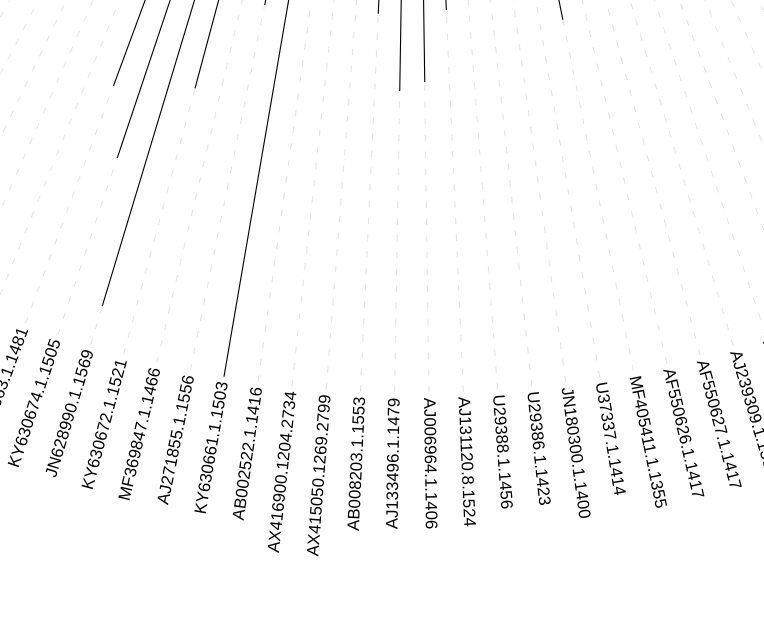 KY630674.1.1505
JN628990.1.1569
KY630672.1.1521
MF369847.1.1466
AJ271855.1.1556
KY630661.1.1503
AB002522.1.1416
AX416900.1204.2734
AX415050.1269.2799
AB008203.1.1553
AJ133496.1.1479
AJ006964.1.1406
AJ131120.8.1524
U29388.1.1456
U29386.1.1423
JN180300.1.1400
U37337.1.1414
MF405411.1.1355
AF550626.1.1417
AF550627.1.1417